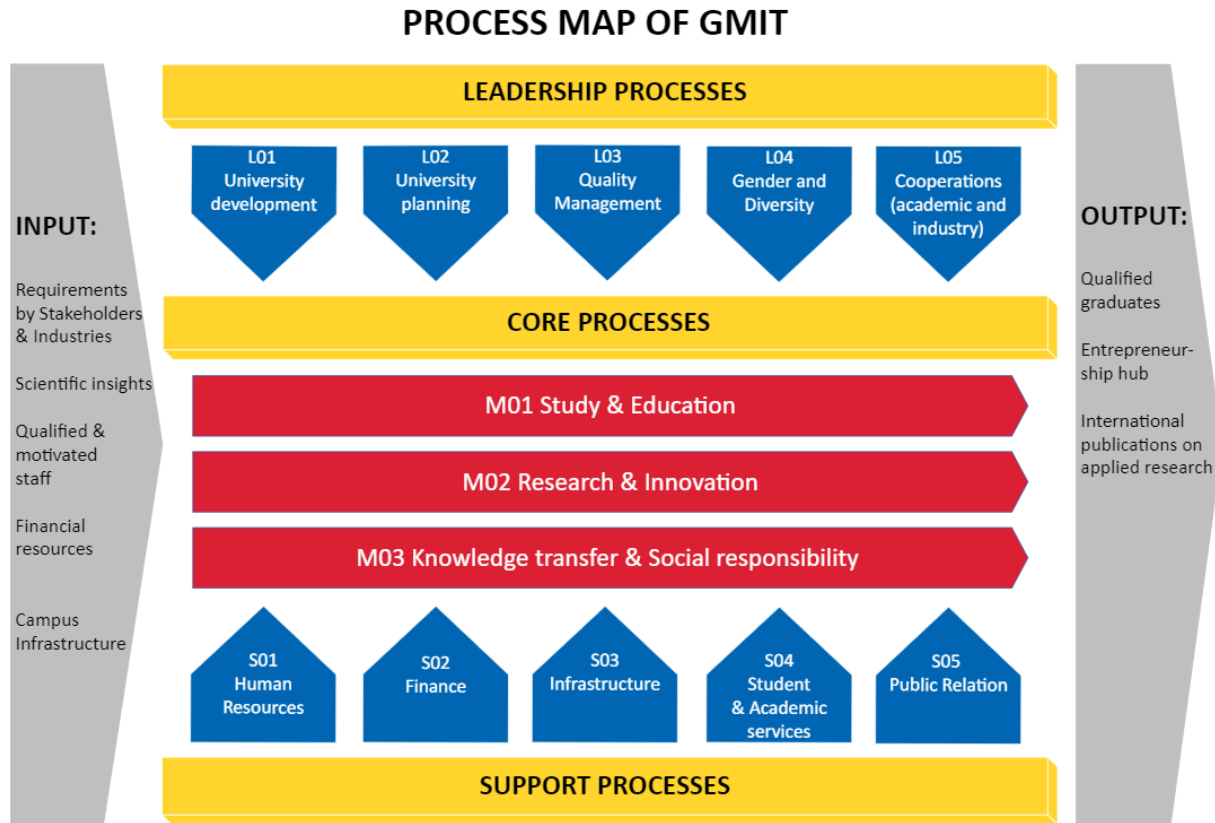 PROCESS MAP OF GMIT
INPUT:
Requirements
by Stakeholders
& Industries
Scientific insights
Qualified &
motivated
staff
Financial
resources
Campus
Infrastructure
LEADERSHIP PROCESSES
L01
University
development
L02
University
planning
L03
Quality
Management
L04
Gender and
Diversity
L05
Cooperations
(academic and
industry)
CORE PROCESSES
M01 Study & Education
M02 Research & Innovation
M03 Knowledge transfer & Social responsibility
S01
Human
Resources
S02
Finance
S03
Infrastructure
S04
Student
& Academic
services
S05
Public Relation
SUPPORT PROCESSES
OUTPUT:
Qualified
graduates
Entrepreneur-
ship hub
International
publications on
applied research